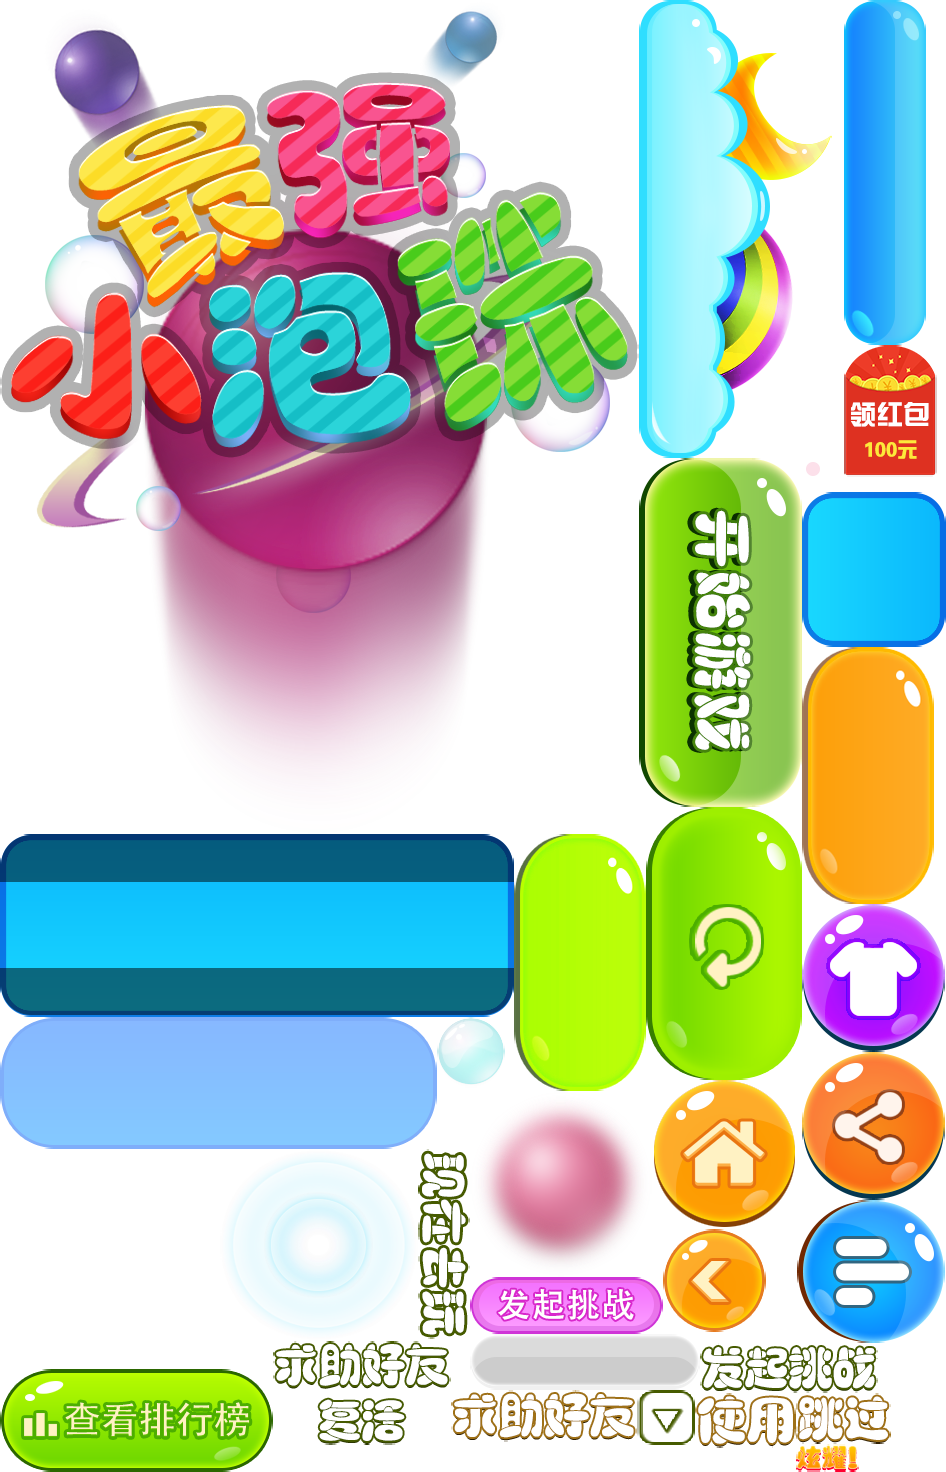 最强
小泡球
领红包
100元
开始游戏
现在去玩
发起挑战
求助好友
复活
发起挑战
求助好友
使用跳过
查看排行榜
炫耀!